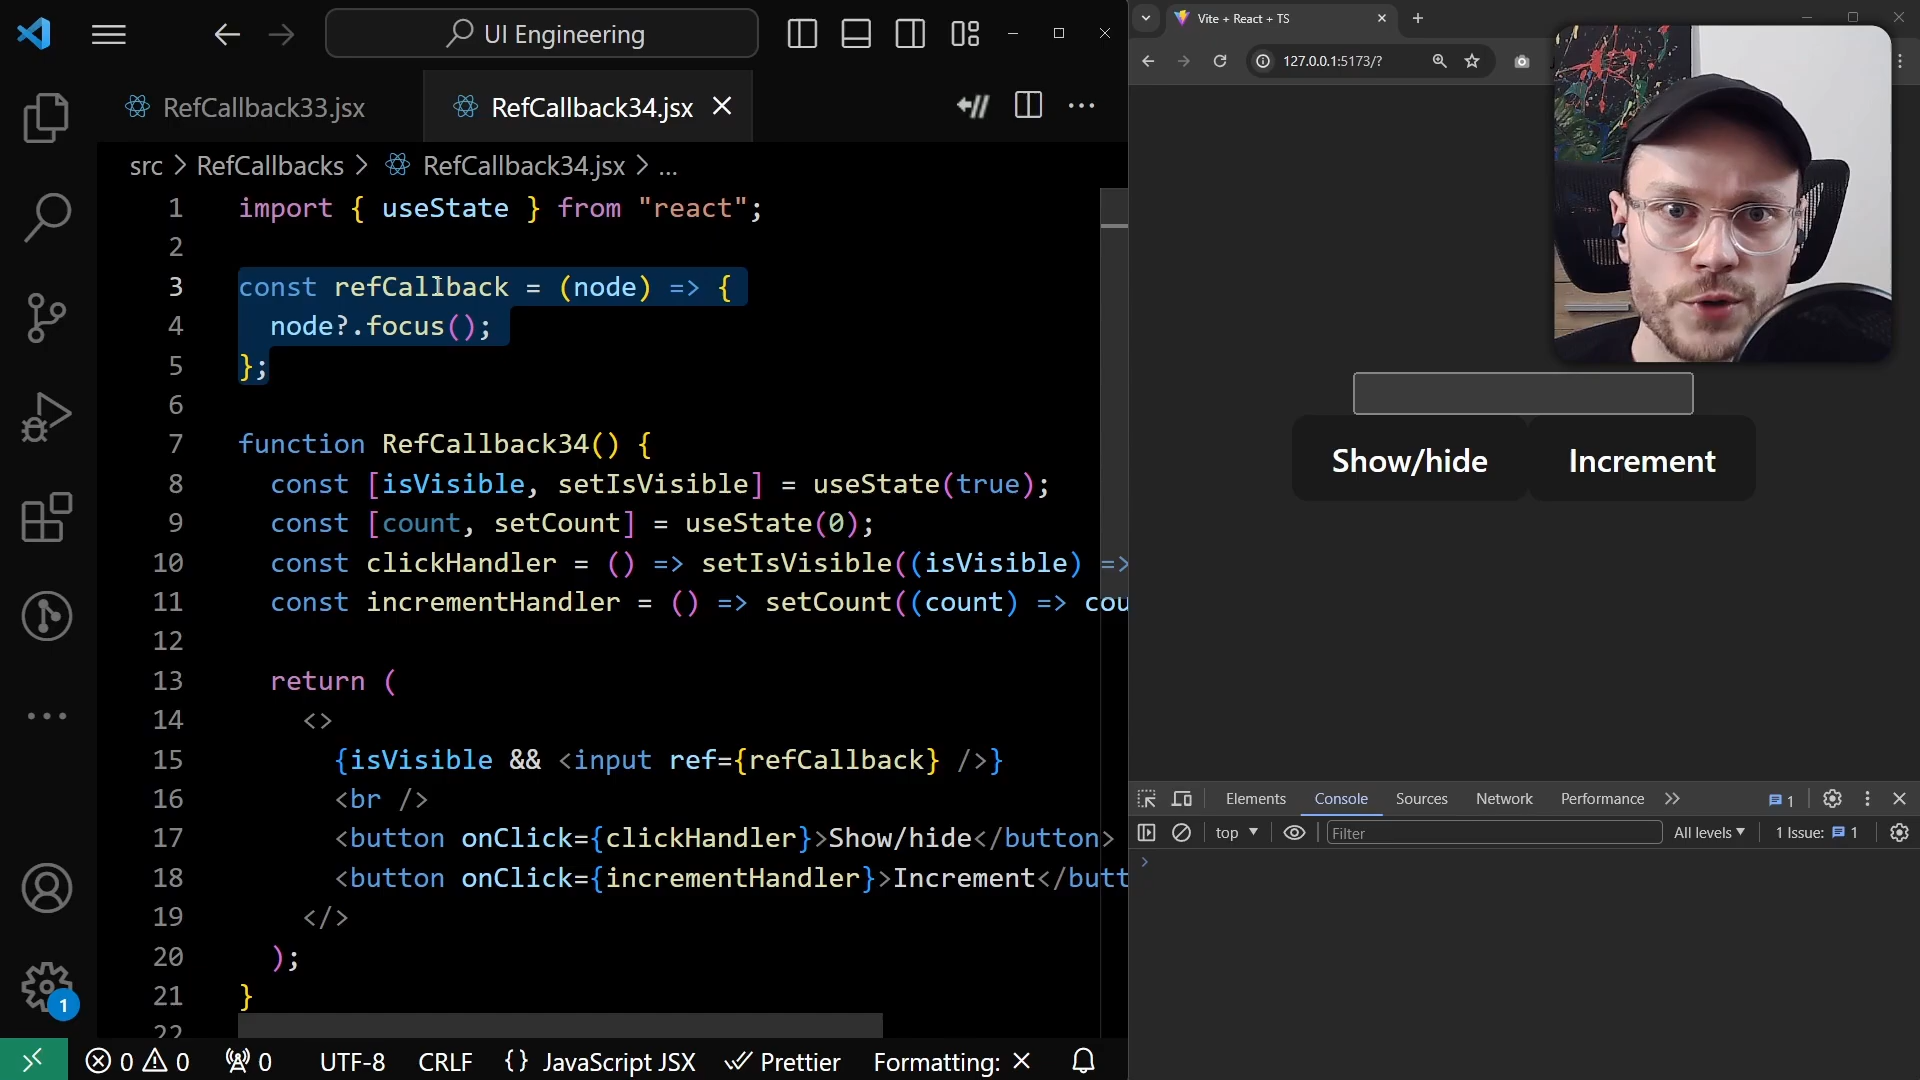 UI Engineering
RefCallback33.jsx
RefCallback34.jsx
src > RefCallbacks > RefCallback34.jsx > ...
1 import { useState } from "react";
2
3 const refCallback = (node) => {
4 node?.focus();
5 };
6
7 function RefCallback34() {
8 const [isVisible, setIsVisible] = useState(true);
9 const [count, setCount] = useState(0);
10 const clickHandler = () => setIsVisible((isVisible) =>
11 const incrementHandler = () => setCount((count) => cou
12
13 return (
14 <>
15 {isVisible && <input ref={refCallback} />}
16 <br />
17 <button onClick={clickHandler}>Show/hide</button>
18 <button onClick={incrementHandler}>Increment</butt
19 </>
20 );
21 }
22
1
0 0 0 UTF-8 CRLF {} JavaScript JSX Prettier Formatting: ×
Vite + React + TS
127.0.0.1:5173/?
Show/hide Increment
Elements Console Sources Network Performance 1
top Filter All levels 1 Issue: 1